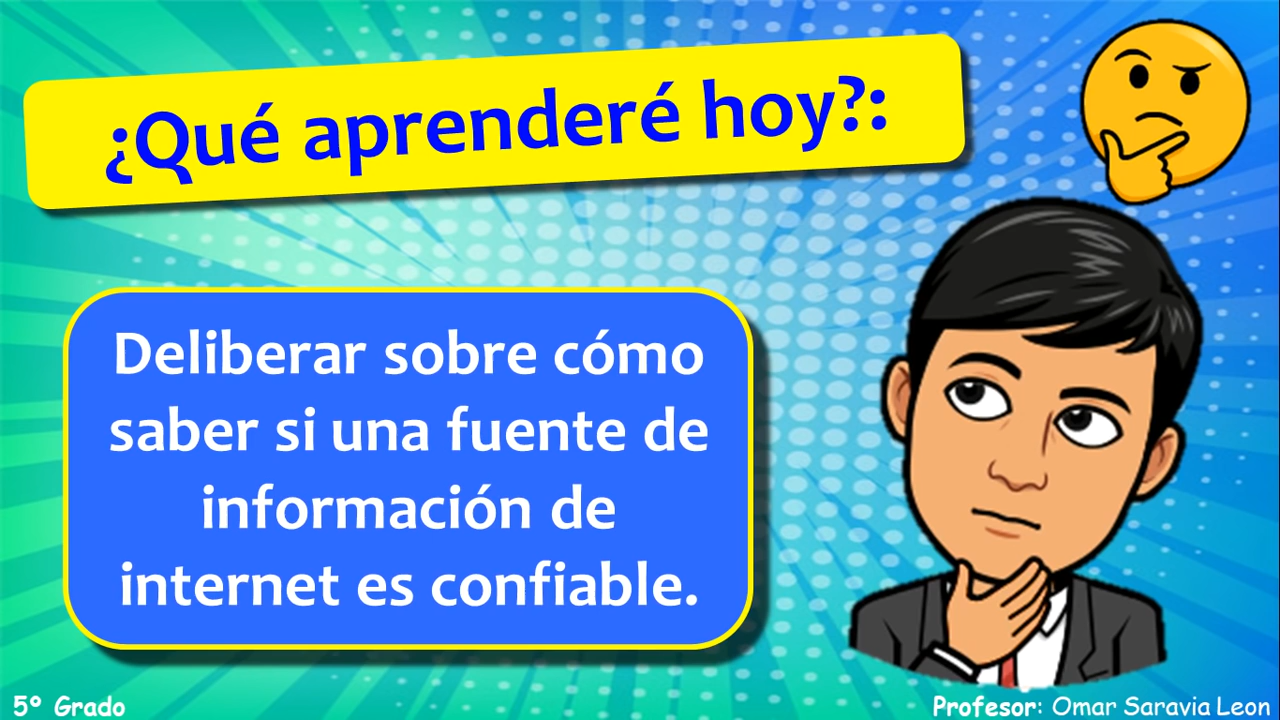 ¿Qué aprenderé hoy?:
Deliberar sobre cómo
saber si una fuente de
información de
internet es confiable.
5° Grado
Profesor: Omar Saravia Leon